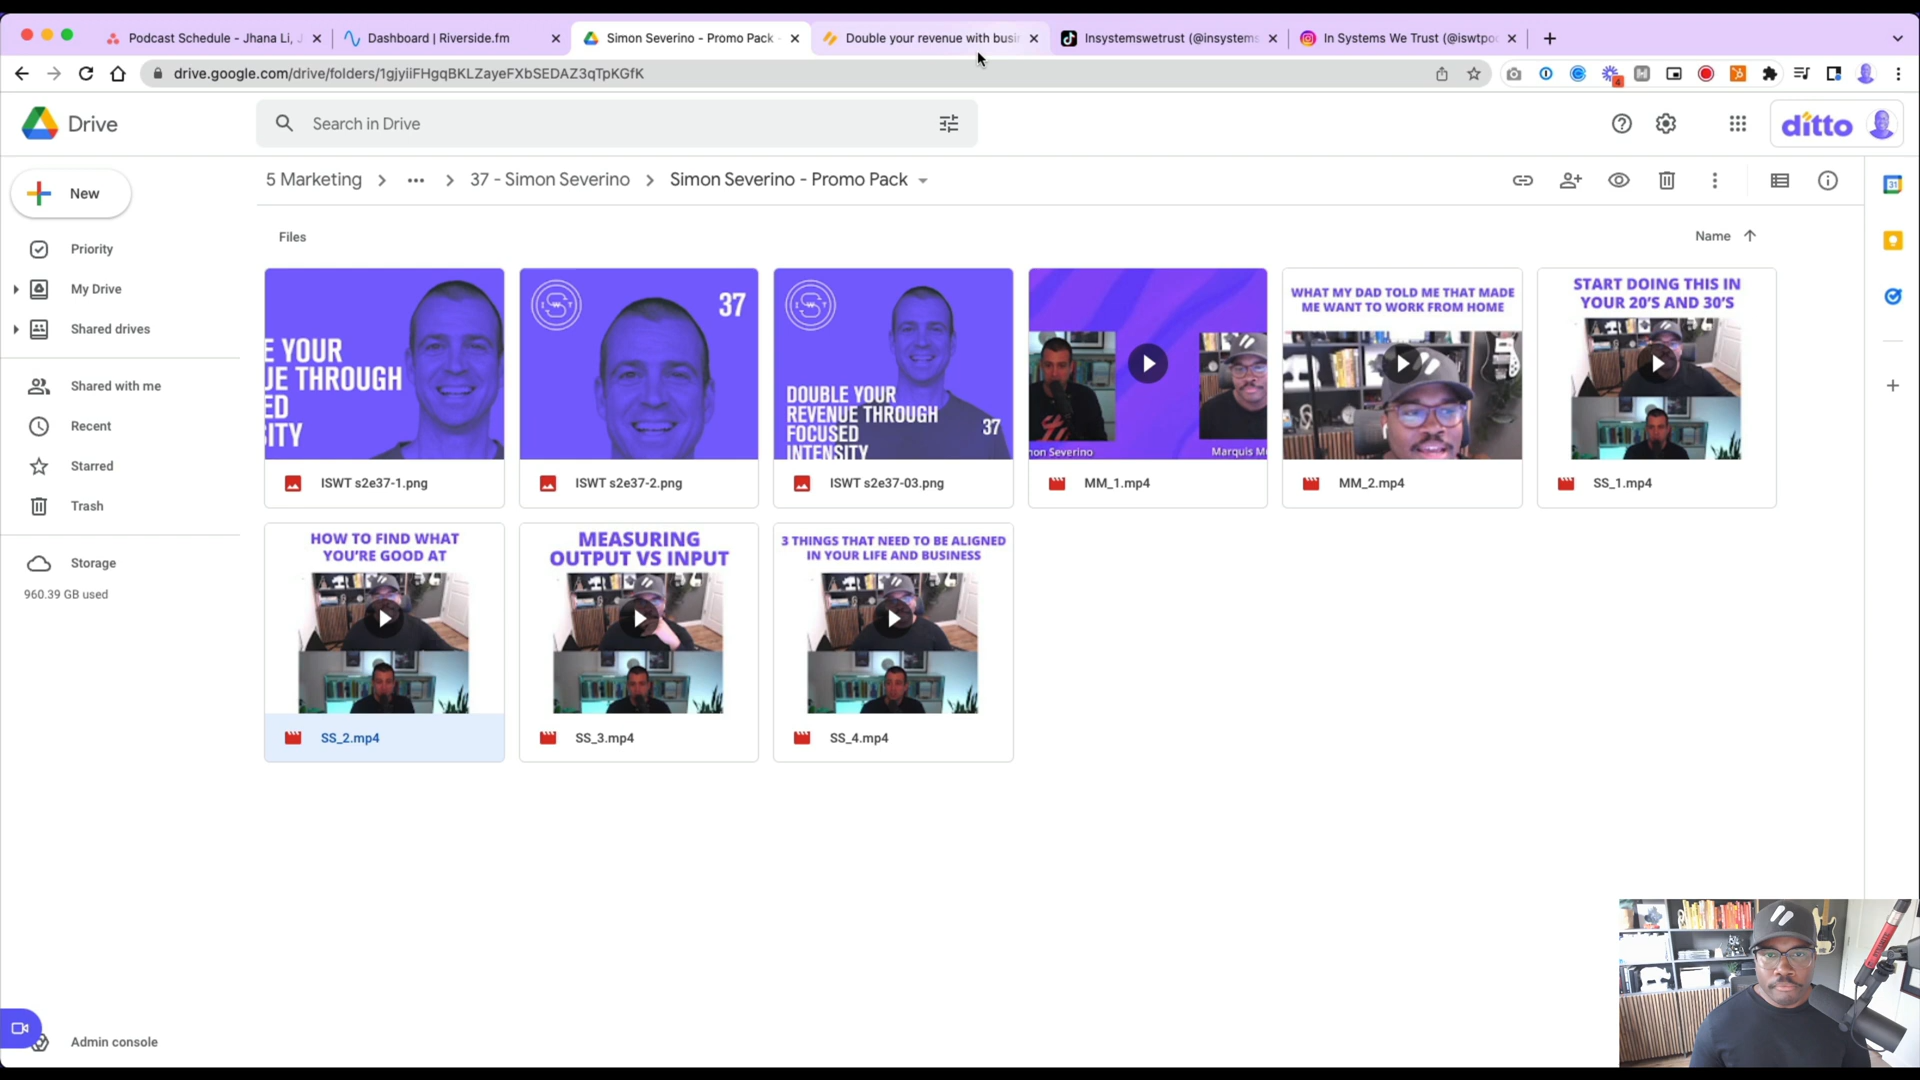 Podcast Schedule - Jhana Li, J
Dashboard | Riverside.fm
Simon Severino - Promo Pack -
Double your revenue with busi
Insystemswetrust (@insystems
In Systems We Trust (@iswtpo
drive.google.com/drive/folders/1gjyiiFHgqBKLZayeFXbSEDAZ3qTpKGfK
4
Drive
Search in Drive
ditto
New
5 Marketing
37 - Simon Severino
Simon Severino - Promo Pack
31
Priority
My Drive
Shared drives
Shared with me
Recent
Starred
Trash
Storage
960.39 GB used
Admin console
Files
Name
E YOUR
UE THROUGH
ED
ITY
37
DOUBLE YOUR
REVENUE THROUGH
FOCUSED
INTENSITY
37
mon Severino
Marquis M
WHAT MY DAD TOLD ME THAT MADE
ME WANT TO WORK FROM HOME
START DOING THIS IN
YOUR 20'S AND 30'S
ISWT s2e37-1.png
ISWT s2e37-2.png
ISWT s2e37-03.png
MM_1.mp4
MM_2.mp4
SS_1.mp4
HOW TO FIND WHAT
YOU'RE GOOD AT
MEASURING
OUTPUT VS INPUT
3 THINGS THAT NEED TO BE ALIGNED
IN YOUR LIFE AND BUSINESS
SS_2.mp4
SS_3.mp4
SS_4.mp4